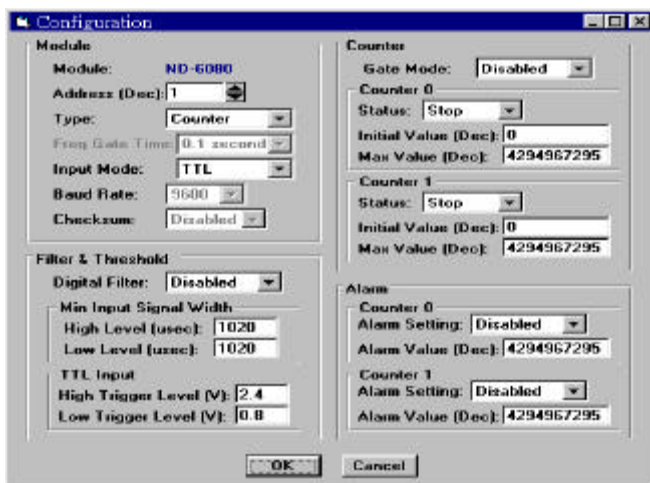 Configuration
Module
Module: ND-6080
Address (Dec): 1
Type: Counter
Freq Gate Time: 0.1 second
Input Mode: TTL
Baud Rate: 9600
Checksum: Disabled
Filter & Threshold
Digital Filter: Disabled
Min Input Signal Width
High Level (usec): 1020
Low Level (usec): 1020
TTL Input
High Trigger Level (V): 2.4
Low Trigger Level (V): 0.8
Counter
Gate Mode: Disabled
Counter 0
Status: Stop
Initial Value (Dec): 0
Max Value (Dec): 4294967295
Counter 1
Status: Stop
Initial Value (Dec): 0
Max Value (Dec): 4294967295
Alarm
Counter 0
Alarm Setting: Disabled
Alarm Value (Dec): 4294967295
Counter 1
Alarm Setting: Disabled
Alarm Value (Dec): 4294967295
OK
Cancel